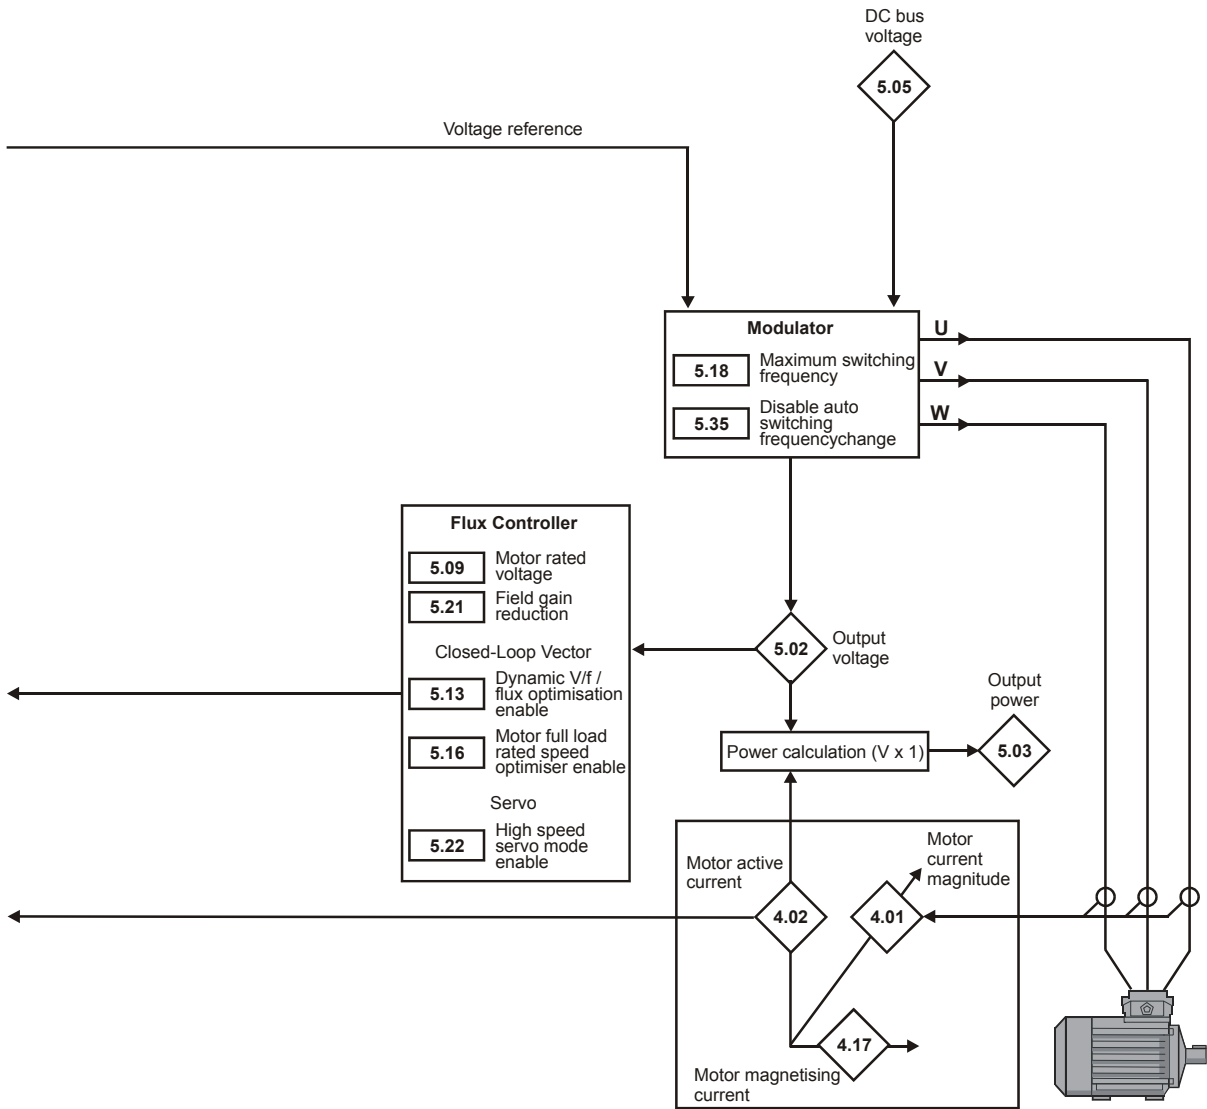 DC bus
voltage
5.05
Voltage reference
Modulator
5.18
Maximum switching
frequency
5.35
Disable auto
switching
frequencychange
U
V
W
Flux Controller
5.09
Motor rated
voltage
5.21
Field gain
reduction
Closed-Loop Vector
5.13
Dynamic V/f /
flux optimisation
enable
5.16
Motor full load
rated speed
optimiser enable
Servo
5.22
High speed
servo mode
enable
5.02
Output
voltage
Output
power
Power calculation (V x 1)
5.03
Motor active
current
Motor
current
magnitude
4.02
4.01
4.17
Motor magnetising
current